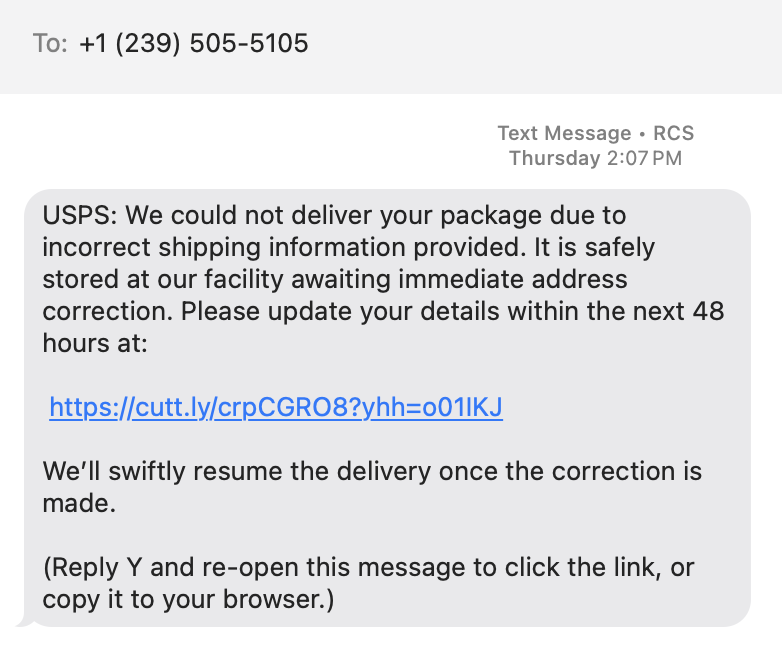 To: +1 (239) 505-5105
Text Message • RCS
Thursday 2:07 PM
USPS: We could not deliver your package due to
incorrect shipping information provided. It is safely
stored at our facility awaiting immediate address
correction. Please update your details within the next 48
hours at:
https://cutt.ly/crpCGRO8?yhh=o01IKJ
We’ll swiftly resume the delivery once the correction is
made.
(Reply Y and re-open this message to click the link, or
copy it to your browser.)